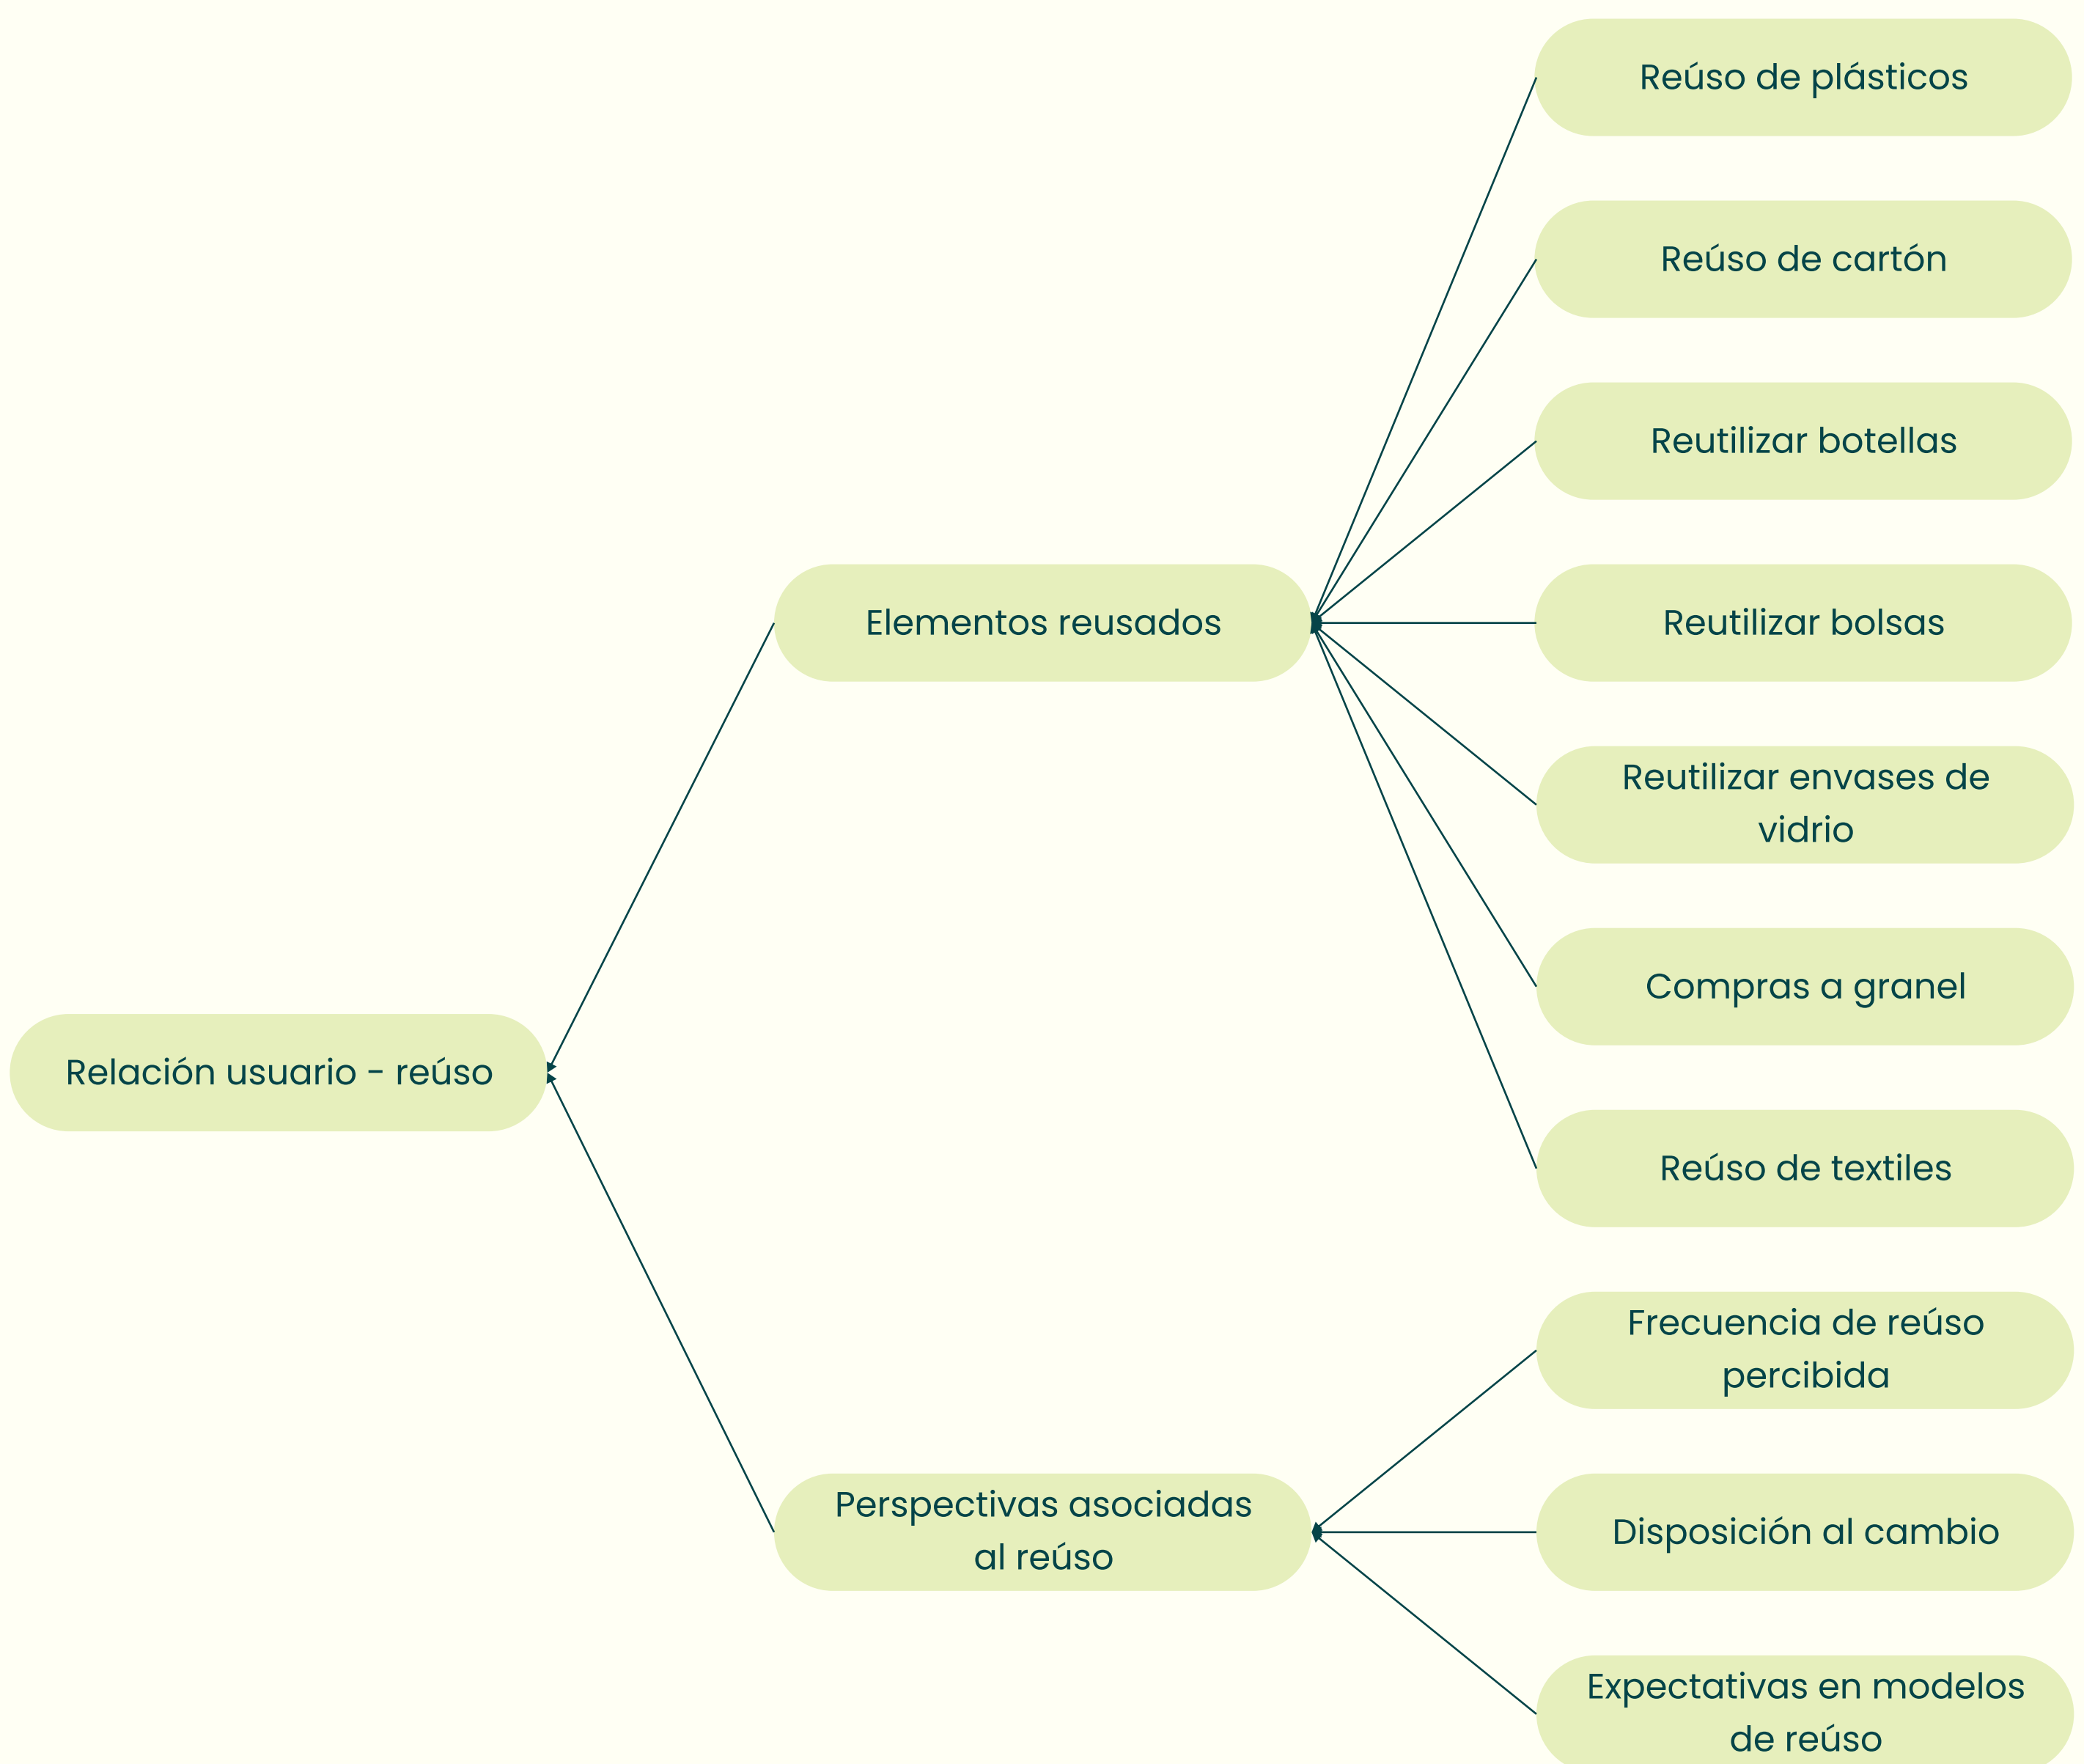 Reúso de plásticos
Reúso de cartón
Reutilizar botellas
Elementos reusados
Reutilizar bolsas
Reutilizar envases de
vidrio
Compras a granel
Relación usuario - reúso
Reúso de textiles
Frecuencia de reúso
percibida
Perspectivas asociadas
al reúso
Disposición al cambio
Expectativas en modelos
de reúso